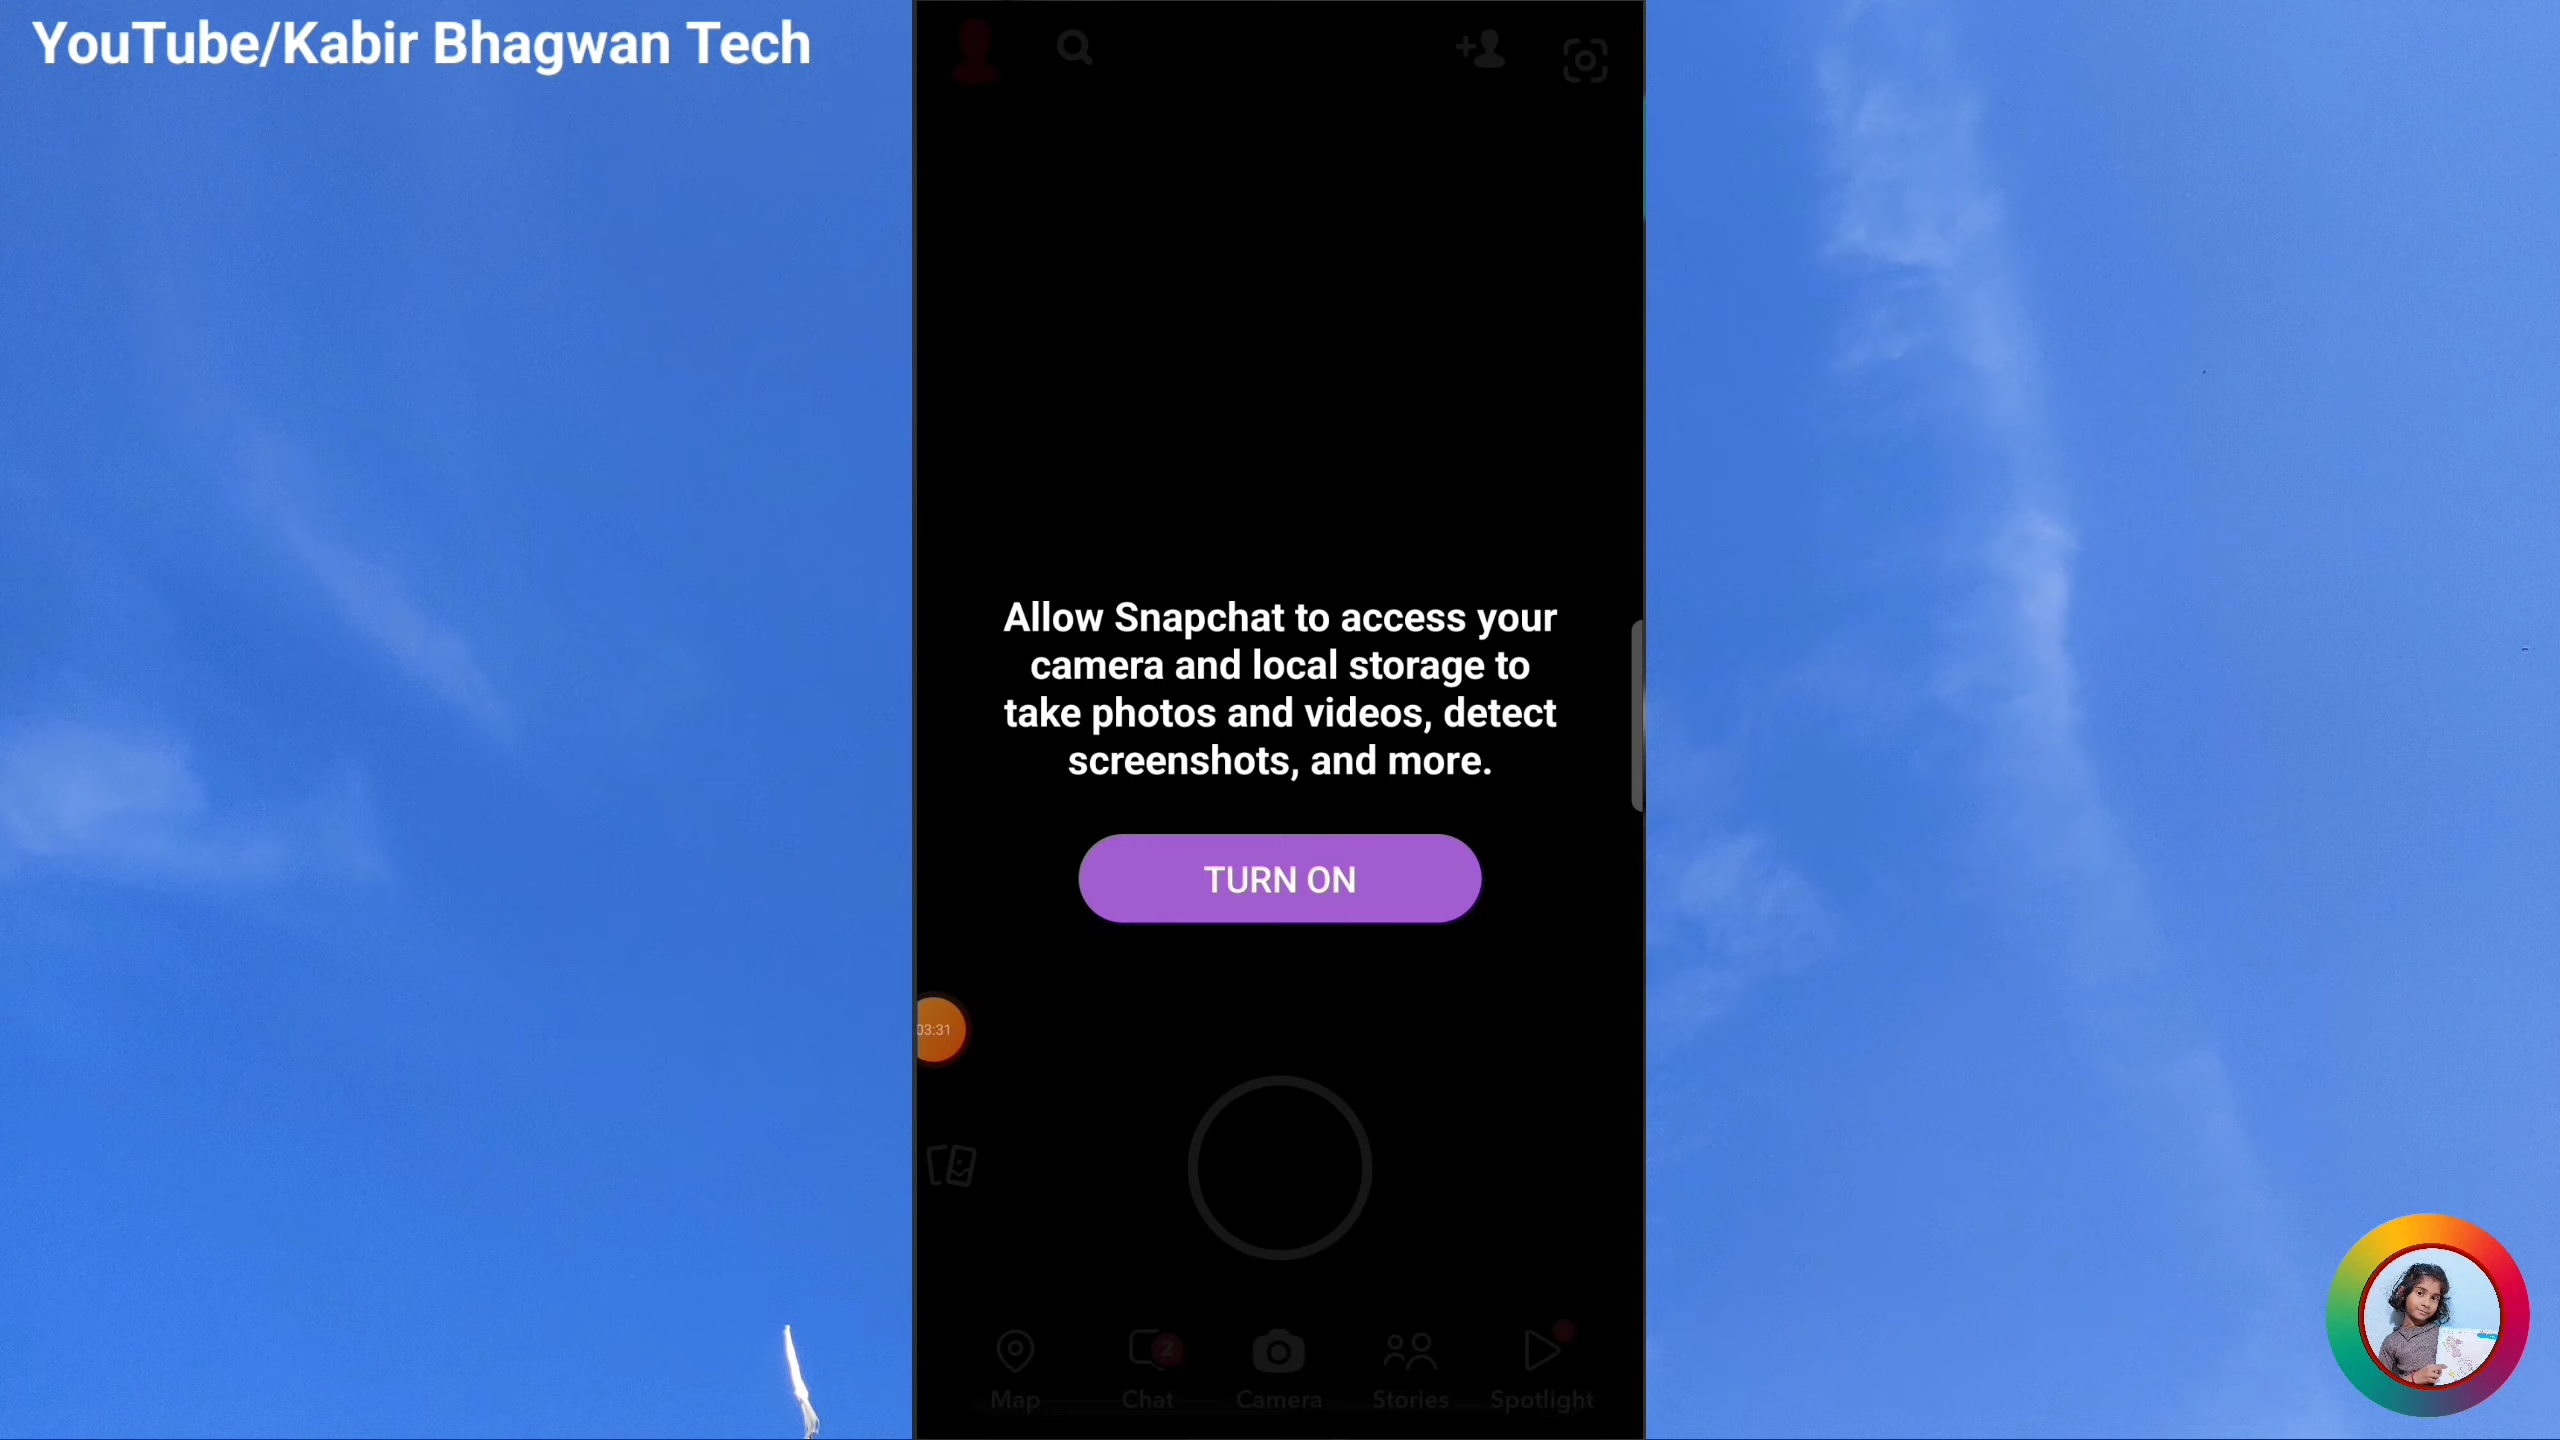 YouTube/Kabir Bhagwan Tech
Allow Snapchat to access your
camera and local storage to
take photos and videos, detect
screenshots, and more.
TURN ON
03:31
2
Map
Chat
Camera
Stories
Spotlight